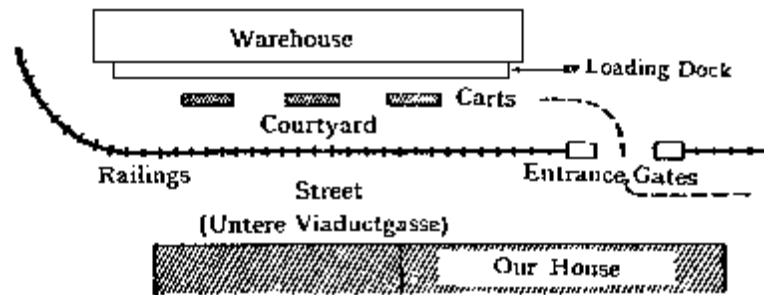 Warehouse
Loading Dock
Carts
Courtyard
Railings
Entrance Gates
Street
(Untere Viaductgasse)
Our House